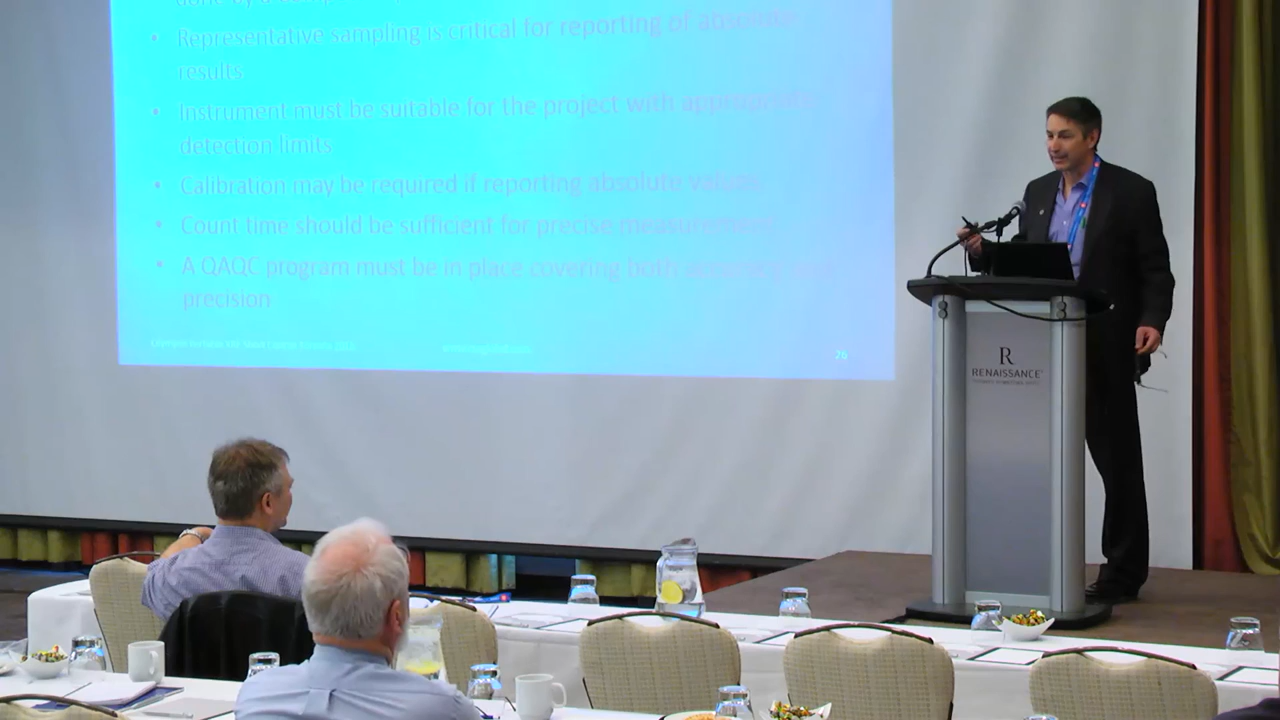 • Representative sampling is critical for reporting of absolute
results
• Instrument must be suitable for the project with appropriate
detection limits
• Calibration may be required if reporting absolute values
• Count time should be sufficient for precise measurement
• A QAQC program must be in place covering both accuracy and
precision
76
R
RENAISSANCE